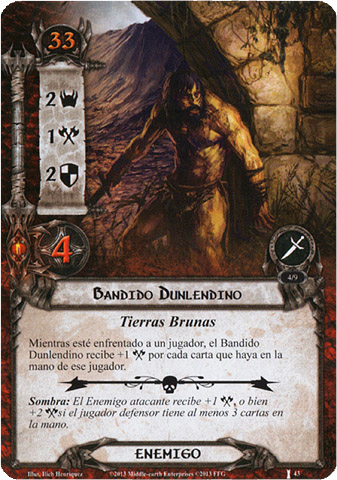 33
2
1
2
4
4/9
BANDIDO DUNLENDINO
Tierras Brunas
Mientras esté enfrentado a un jugador, el Bandido
Dunlendino recibe +1 por cada carta que haya en la
mano de ese jugador.
Sombra: El Enemigo atacante recibe +1 , o bien
+2 si el jugador defensor tiene al menos 3 cartas en
la mano.
ENEMIGO
Illus. Ilich Henriquez ©2013 Middle-earth Enterprises ©2013 FFG 43